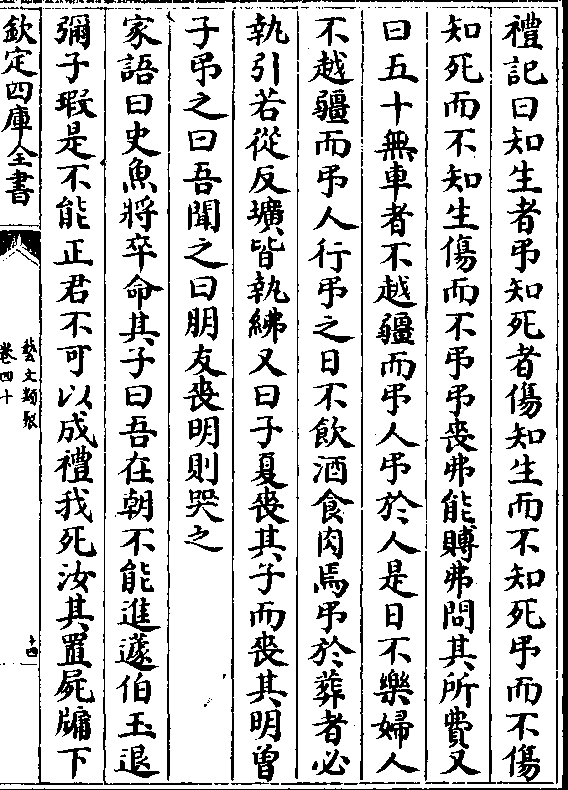 禮記曰知生者弔知死者傷知生而不知死弔而不傷
知死而不知生傷而不弔弔喪弗能賻弗問其所費又
曰五十無車者不越疆而弔人弔於人是日不樂婦人
不越疆而弔人行弔之日不飲酒食肉焉弔於葬者必
執引若從反壙皆執紼又曰子夏喪其子而喪其明曾
子弔之曰吾聞之曰朋友喪明則哭之
家語曰史魚將卒命其子曰吾在朝不能進蘧伯玉退
彌子瑕是不能正君不可以成禮我死汝其置屍牖下
欽定四庫全書
藝文類聚
卷四十
十四